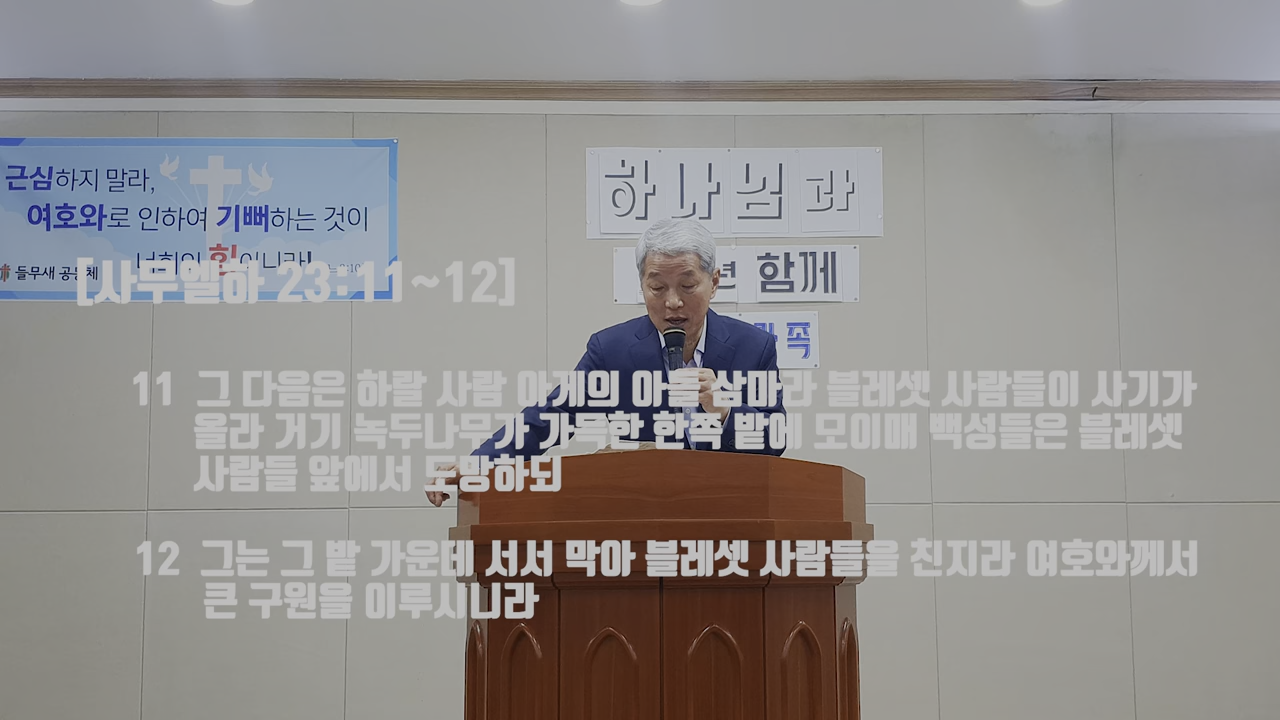 근심하지 말라,
여호와로 인하여 기뻐하는 것이
너희의 힘이니라!
들무새 공동체
하나님과
년 함께
가족
[사무엘하 23:11~12]
11 그 다음은 하랄 사람 아게의 아들 삼마라 블레셋 사람들이 사기가
올라 거기 녹두나무가 가득한 한쪽 밭에 모이매 백성들은 블레셋
사람들 앞에서 도망하되
12 그는 그 밭 가운데 서서 막아 블레셋 사람들을 친지라 여호와께서
큰 구원을 이루시니라